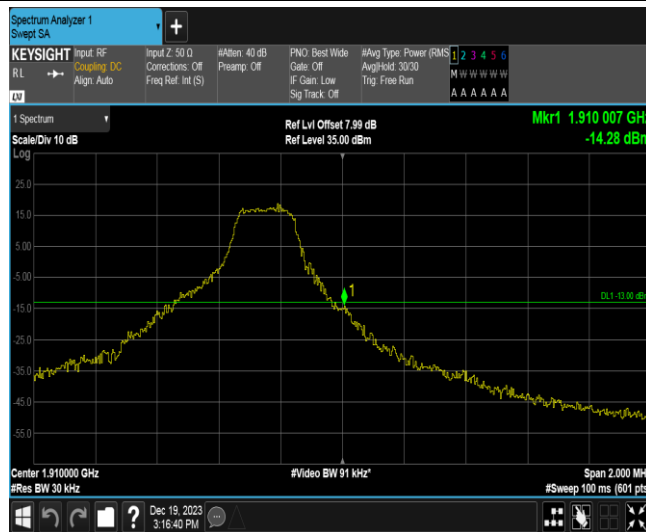 Spectrum Analyzer 1
Swept SA
KEYSIGHT
RL
Input: RF
Coupling: DC
Align: Auto
Input Z: 50 Ω
Corrections: Off
Freq Ref: Int (S)
#Atten: 40 dB
Preamp: Off
PNO: Best Wide
Gate: Off
IF Gain: Low
Sig Track: Off
#Avg Type: Power (RMS
Avg|Hold: 30/30
Trig: Free Run
1 2 3 4 5 6
M W W W W W
A A A A A A
1 Spectrum
Scale/Div 10 dB
Log
Ref Lvl Offset 7.99 dB
Ref Level 35.00 dBm
Mkr1 1.910 007 GHz
-14.28 dBm
25.0
15.0
5.00
-5.00
-15.0
-25.0
-35.0
-45.0
-55.0
1
DL1 -13.00 dBm
Center 1.910000 GHz
#Res BW 30 kHz
#Video BW 91 kHz*
Span 2.000 MH
#Sweep 100 ms (601 pts
Dec 19, 2023
3:16:40 PM